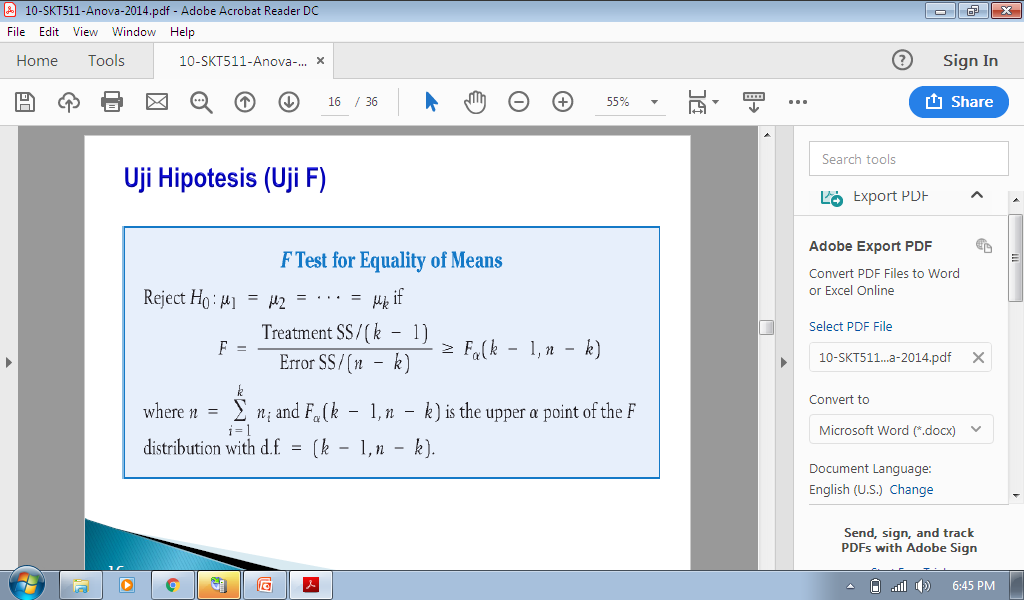 10-SKT511-Anova-2014.pdf - Adobe Acrobat Reader DC
File Edit View Window Help
Home Tools 10-SKT511-Anova-... × ? Sign In
16 / 36 55% Share
Uji Hipotesis (Uji F)
F Test for Equality of Means
Reject H₀ : μ₁ = μ₂ = ··· = μₖ if
F = Treatment SS/(k − 1) / Error SS/(n − k) ≥ Fα(k − 1, n − k)
where n = Σ_{i=1}^{k} nᵢ and Fα(k − 1, n − k) is the upper α point of the F
distribution with d.f. = (k − 1, n − k).
Search tools
Export PDF
Adobe Export PDF
Convert PDF Files to Word
or Excel Online
Select PDF File
10-SKT511...a-2014.pdf
Convert to
Microsoft Word (*.docx)
Document Language:
English (U.S.) Change
Send, sign, and track
PDFs with Adobe Sign
6:45 PM